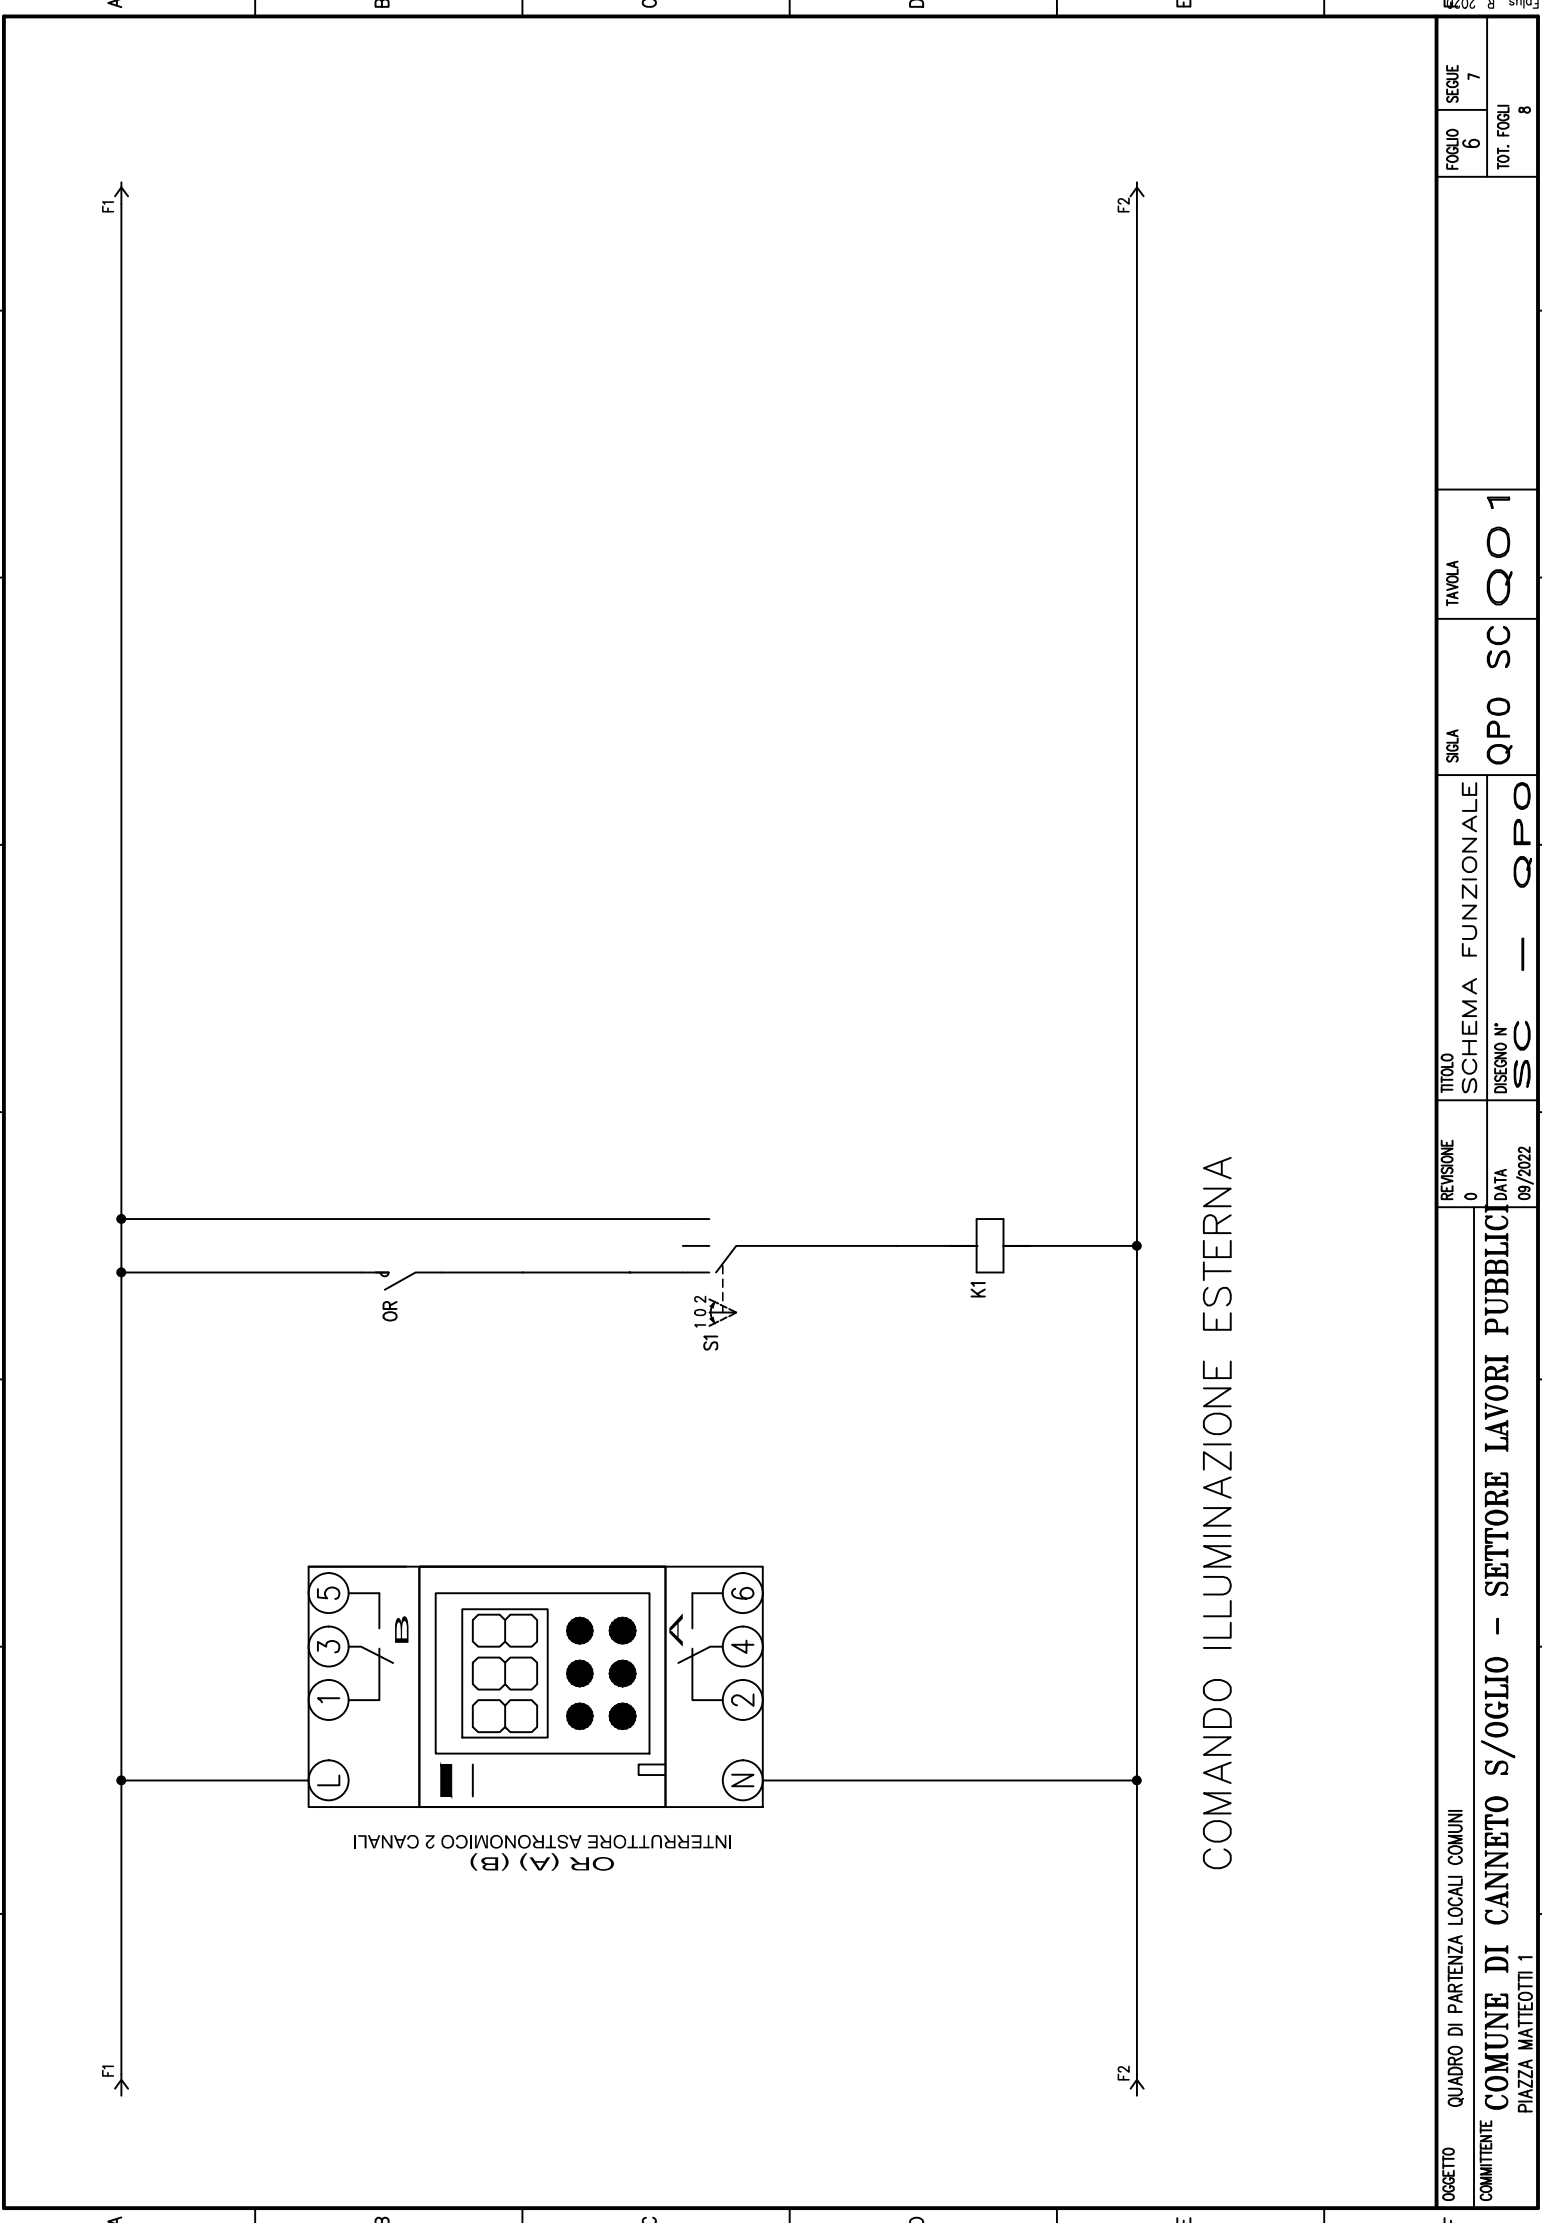 A
B
C
D
E
F1
F1
INTERRUTTORE ASTRONOMICO 2 CANALI
OR (A) (B)
L
1
3
5
B
A
N
2
4
6
OR
S1
1 0 2
K1
F2
F2
COMANDO ILLUMINAZIONE ESTERNA
OGGETTO
QUADRO DI PARTENZA LOCALI COMUNI
COMMITTENTE
COMUNE DI CANNETO S/OGLIO - SETTORE LAVORI PUBBLICI
PIAZZA MATTEOTTI 1
REVISIONE
0
DATA
09/2022
TITOLO
SCHEMA FUNZIONALE
DISEGNO N°
SC - QPO
SIGLA
QPO SC
TAVOLA
QO1
FOGLIO
6
SEGUE
7
TOT. FOGLI
8